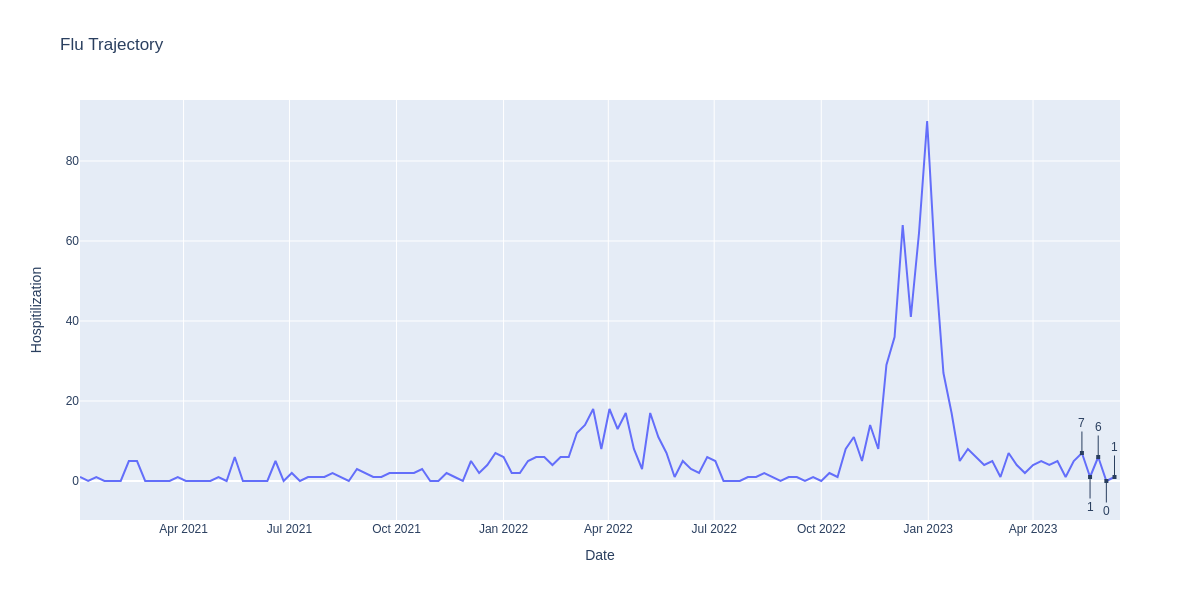 Flu Trajectory
Hospitilization
80
60
40
20
0
7
6
1
1
0
Apr 2021
Jul 2021
Oct 2021
Jan 2022
Apr 2022
Jul 2022
Oct 2022
Jan 2023
Apr 2023
Date